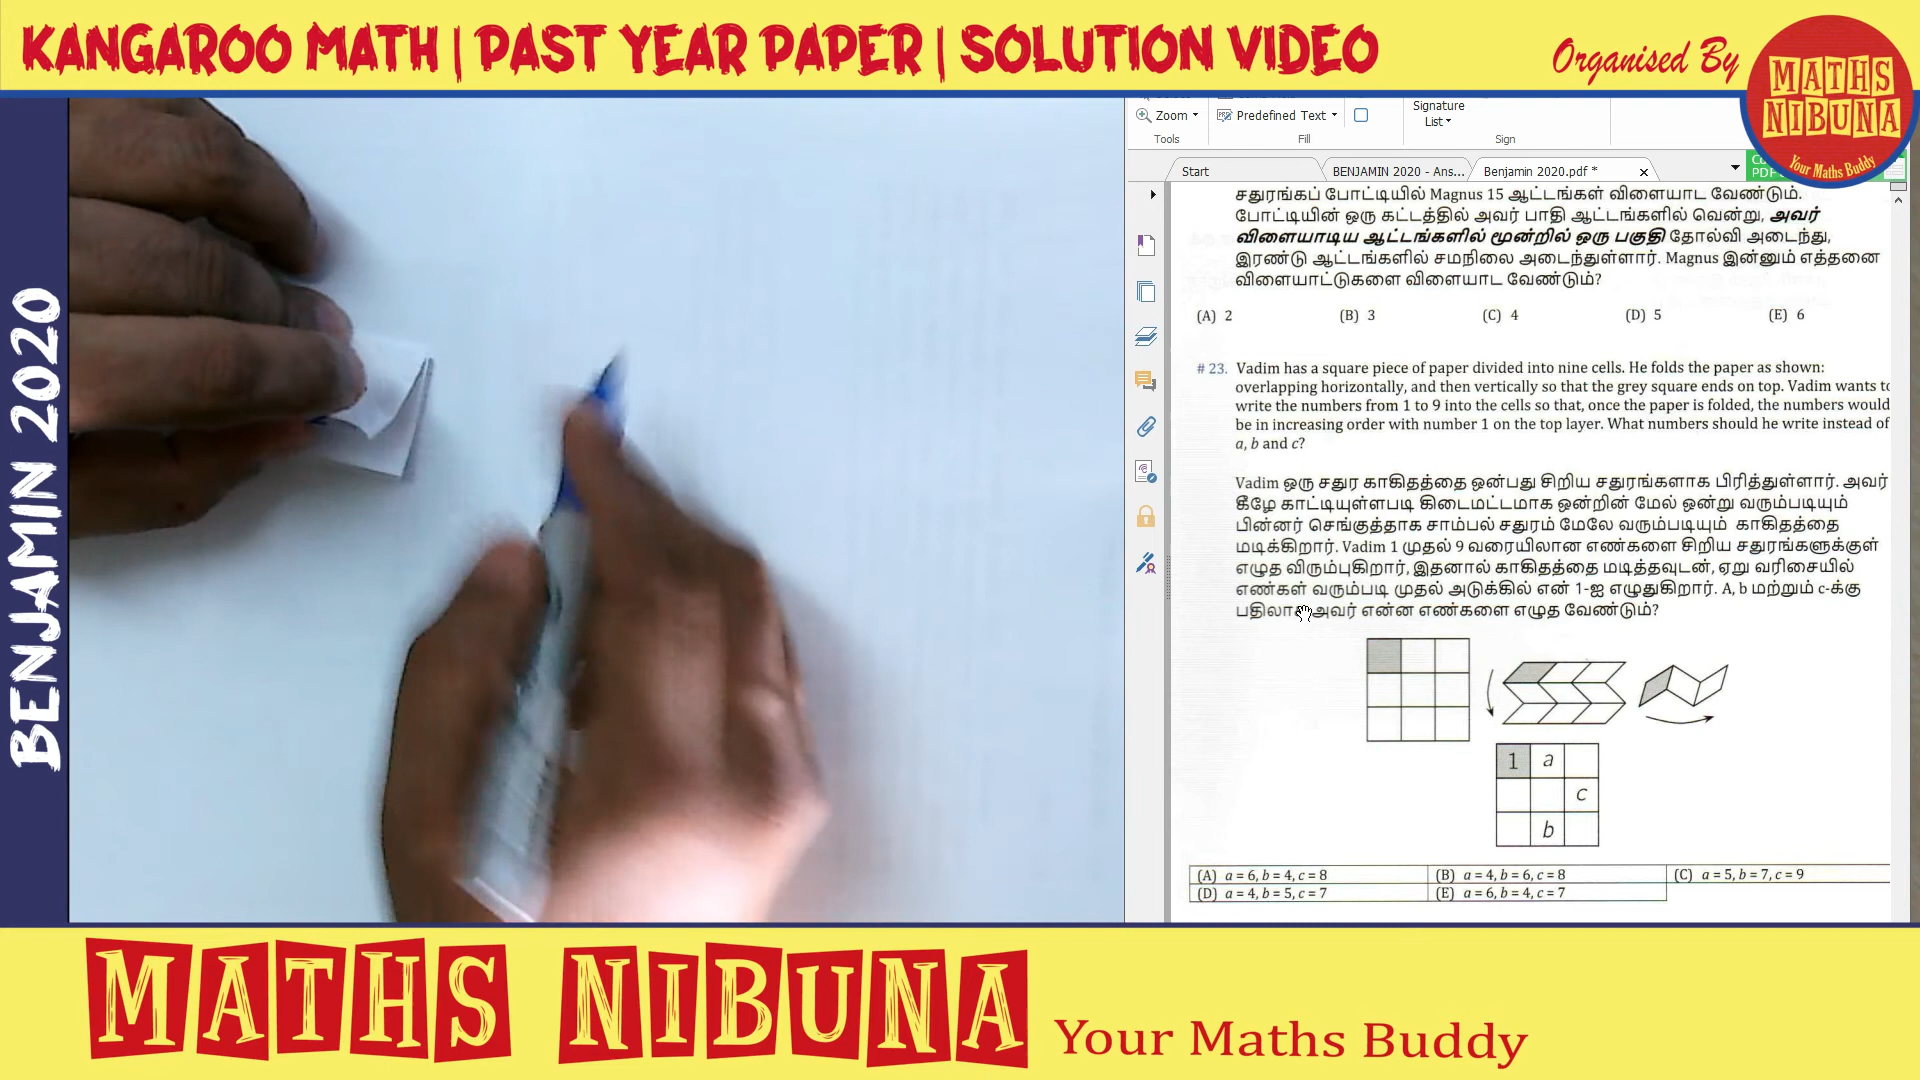 KANGAROO MATH | PAST YEAR PAPER | SOLUTION VIDEO
Organised By
MATHS
NIBUNA
Your Maths Buddy
BENJAMIN 2020
Zoom
Predefined Text
Signature
List
Tools
Fill
Sign
Start
BENJAMIN 2020 - Ans...
Benjamin 2020.pdf *
சதுரங்கப் போட்டியில் Magnus 15 ஆட்டங்கள் விளையாட வேண்டும்.
போட்டியின் ஒரு கட்டத்தில் அவர் பாதி ஆட்டங்களில் வென்று, அவர்
விளையாடிய ஆட்டங்களில் மூன்றில் ஒரு பகுதி தோல்வி அடைந்து,
இரண்டு ஆட்டங்களில் சமநிலை அடைந்துள்ளார். Magnus இன்னும் எத்தனை
விளையாட்டுகளை விளையாட வேண்டும்?
(A) 2 (B) 3 (C) 4 (D) 5 (E) 6
# 23. Vadim has a square piece of paper divided into nine cells. He folds the paper as shown:
overlapping horizontally, and then vertically so that the grey square ends on top. Vadim wants to
write the numbers from 1 to 9 into the cells so that, once the paper is folded, the numbers would
be in increasing order with number 1 on the top layer. What numbers should he write instead of
a, b and c?
Vadim ஒரு சதுர காகிதத்தை ஒன்பது சிறிய சதுரங்களாக பிரித்துள்ளார். அவர்
கீழே காட்டியுள்ளபடி கிடைமட்டமாக ஒன்றின் மேல் ஒன்று வரும்படியும்
பின்னர் செங்குத்தாக சாம்பல் சதுரம் மேலே வரும்படியும் காகிதத்தை
மடிக்கிறார். Vadim 1 முதல் 9 வரையிலான எண்களை சிறிய சதுரங்களுக்குள்
எழுத விரும்புகிறார், இதனால் காகிதத்தை மடித்தவுடன், ஏறு வரிசையில்
எண்கள் வரும்படி முதல் அடுக்கில் என் 1-ஐ எழுதுகிறார். A, b மற்றும் c-க்கு
அவர் என்ன எண்களை எழுத வேண்டும்?
1 a
c
b
(A) a = 6, b = 4, c = 8 (B) a = 4, b = 6, c = 8 (C) a = 5, b = 7, c = 9
(D) a = 4, b = 5, c = 7 (E) a = 6, b = 4, c = 7
MATHS NIBUNA Your Maths Buddy